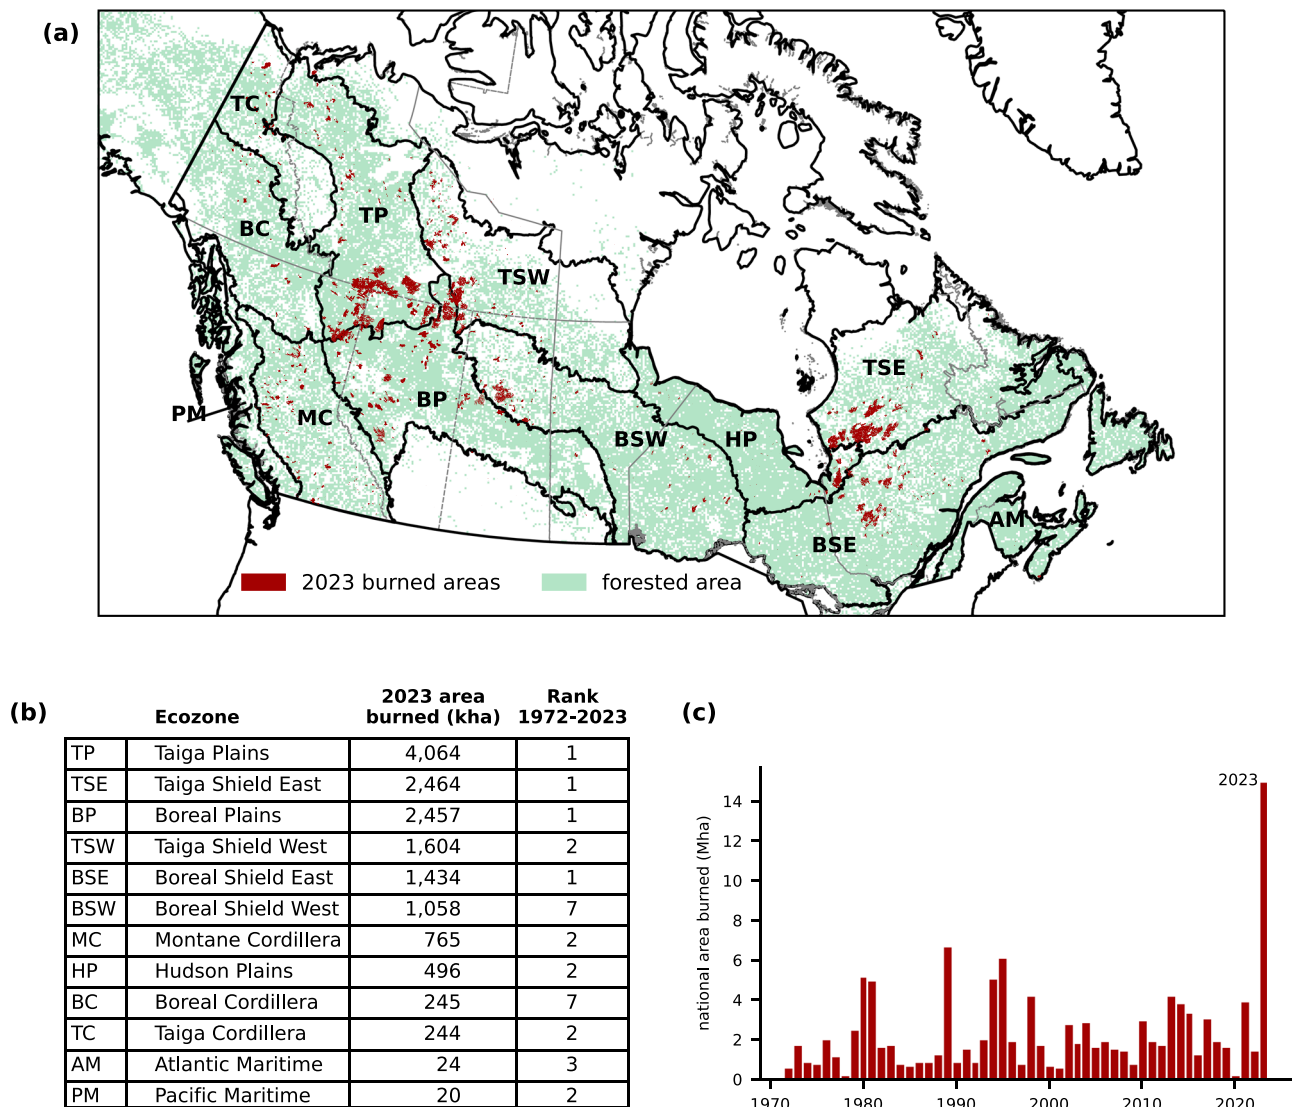 (a)
TC
BC
TP
TSW
TSE
PM
MC
BP
BSW
HP
AM
BSE
2023 burned areas
forested area
(b)
Ecozone
2023 area burned (kha)
Rank 1972-2023
TP Taiga Plains 4,064 1
TSE Taiga Shield East 2,464 1
BP Boreal Plains 2,457 1
TSW Taiga Shield West 1,604 2
BSE Boreal Shield East 1,434 1
BSW Boreal Shield West 1,058 7
MC Montane Cordillera 765 2
HP Hudson Plains 496 2
BC Boreal Cordillera 245 7
TC Taiga Cordillera 244 2
AM Atlantic Maritime 24 3
PM Pacific Maritime 20 2
(c)
national area burned (Mha)
2023
14
12
10
8
6
4
2
0
1970 1980 1990 2000 2010 2020